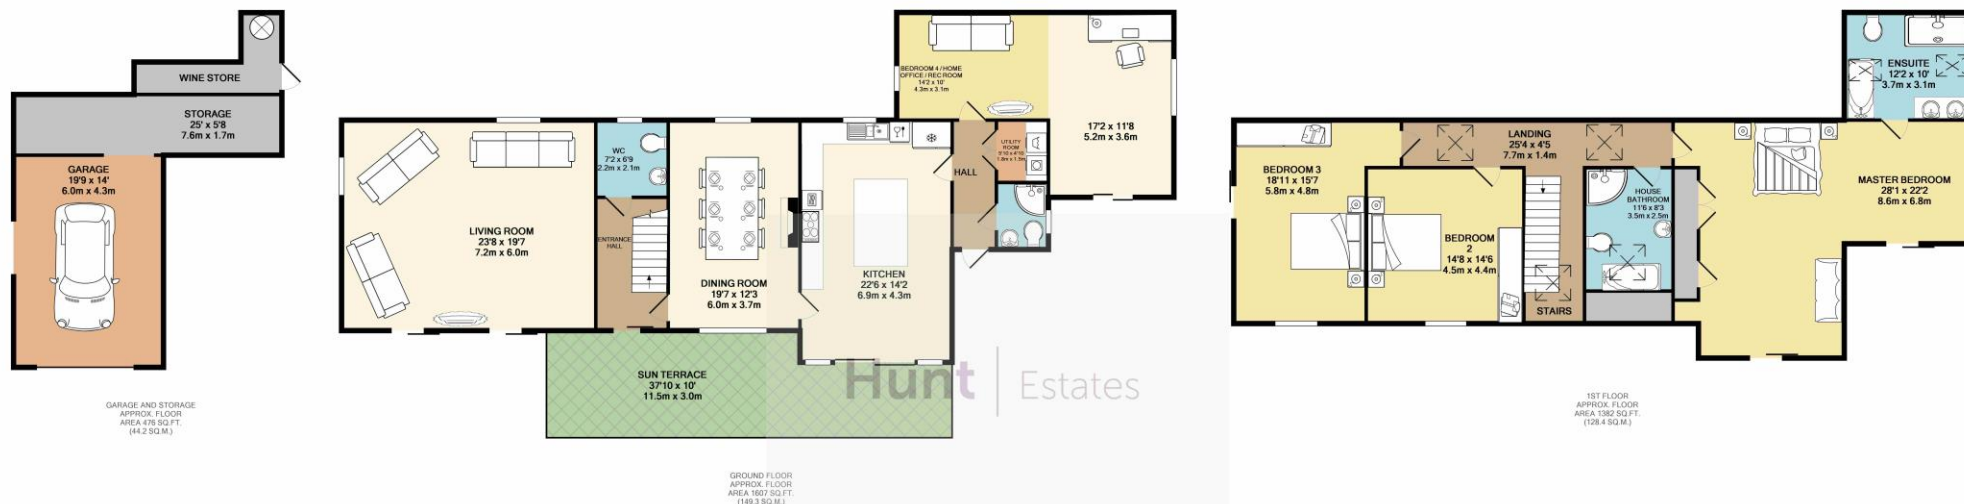 WINE STORE
STORAGE
25' x 5'8
7.6m x 1.7m
GARAGE
19'9 x 14'
6.0m x 4.3m
GARAGE AND STORAGE
APPROX. FLOOR
AREA 476 SQ.FT.
(44.2 SQ.M.)
BEDROOM 4 / HOME
OFFICE / REC ROOM
14'2 x 10'
4.3m x 3.1m
17'2 x 11'8
5.2m x 3.6m
WC
7'2 x 6'9
2.2m x 2.1m
UTILITY
ROOM
HALL
LIVING ROOM
23'8 x 19'7
7.2m x 6.0m
ENTRANCE
HALL
DINING ROOM
19'7 x 12'3
6.0m x 3.7m
KITCHEN
22'6 x 14'2
6.9m x 4.3m
SUN TERRACE
37'10 x 10'
11.5m x 3.0m
Hunt | Estates
GROUND FLOOR
APPROX. FLOOR
AREA 1607 SQ.FT.
(149.3 SQ.M.)
ENSUITE
12'2 x 10'
3.7m x 3.1m
LANDING
25'4 x 4'5
7.7m x 1.4m
BEDROOM 3
18'11 x 15'7
5.8m x 4.8m
BEDROOM
2
14'8 x 14'6
4.5m x 4.4m
HOUSE
BATHROOM
11'6 x 8'3
3.5m x 2.5m
MASTER BEDROOM
28'1 x 22'2
8.6m x 6.8m
STAIRS
1ST FLOOR
APPROX. FLOOR
AREA 1382 SQ.FT.
(128.4 SQ.M.)